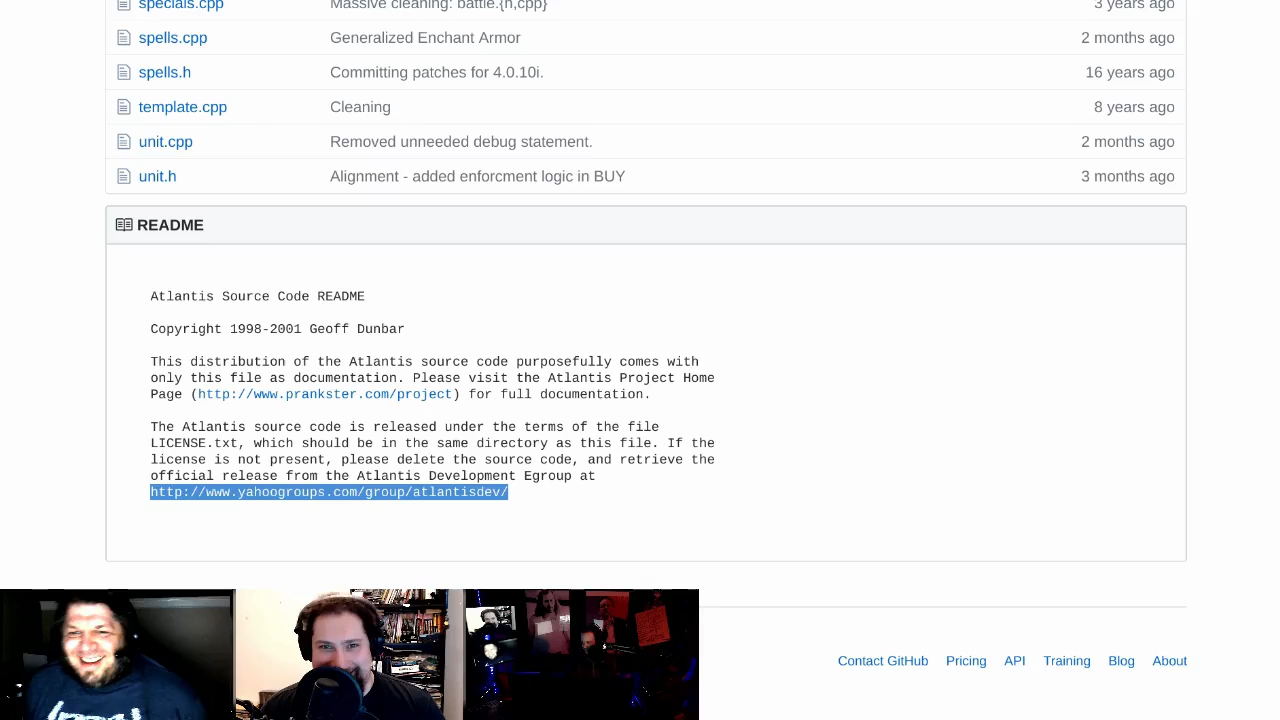 specials.cpp Massive cleaning: battle.{h,cpp} 3 years ago
spells.cpp Generalized Enchant Armor 2 months ago
spells.h Committing patches for 4.0.10i. 16 years ago
template.cpp Cleaning 8 years ago
unit.cpp Removed unneeded debug statement. 2 months ago
unit.h Alignment - added enforcment logic in BUY 3 months ago
README
Atlantis Source Code README
Copyright 1998-2001 Geoff Dunbar
This distribution of the Atlantis source code purposefully comes with
only this file as documentation. Please visit the Atlantis Project Home
Page (http://www.prankster.com/project) for full documentation.
The Atlantis source code is released under the terms of the file
LICENSE.txt, which should be in the same directory as this file. If the
license is not present, please delete the source code, and retrieve the
official release from the Atlantis Development Egroup at
http://www.yahoogroups.com/group/atlantisdev/
Contact GitHub Pricing API Training Blog About